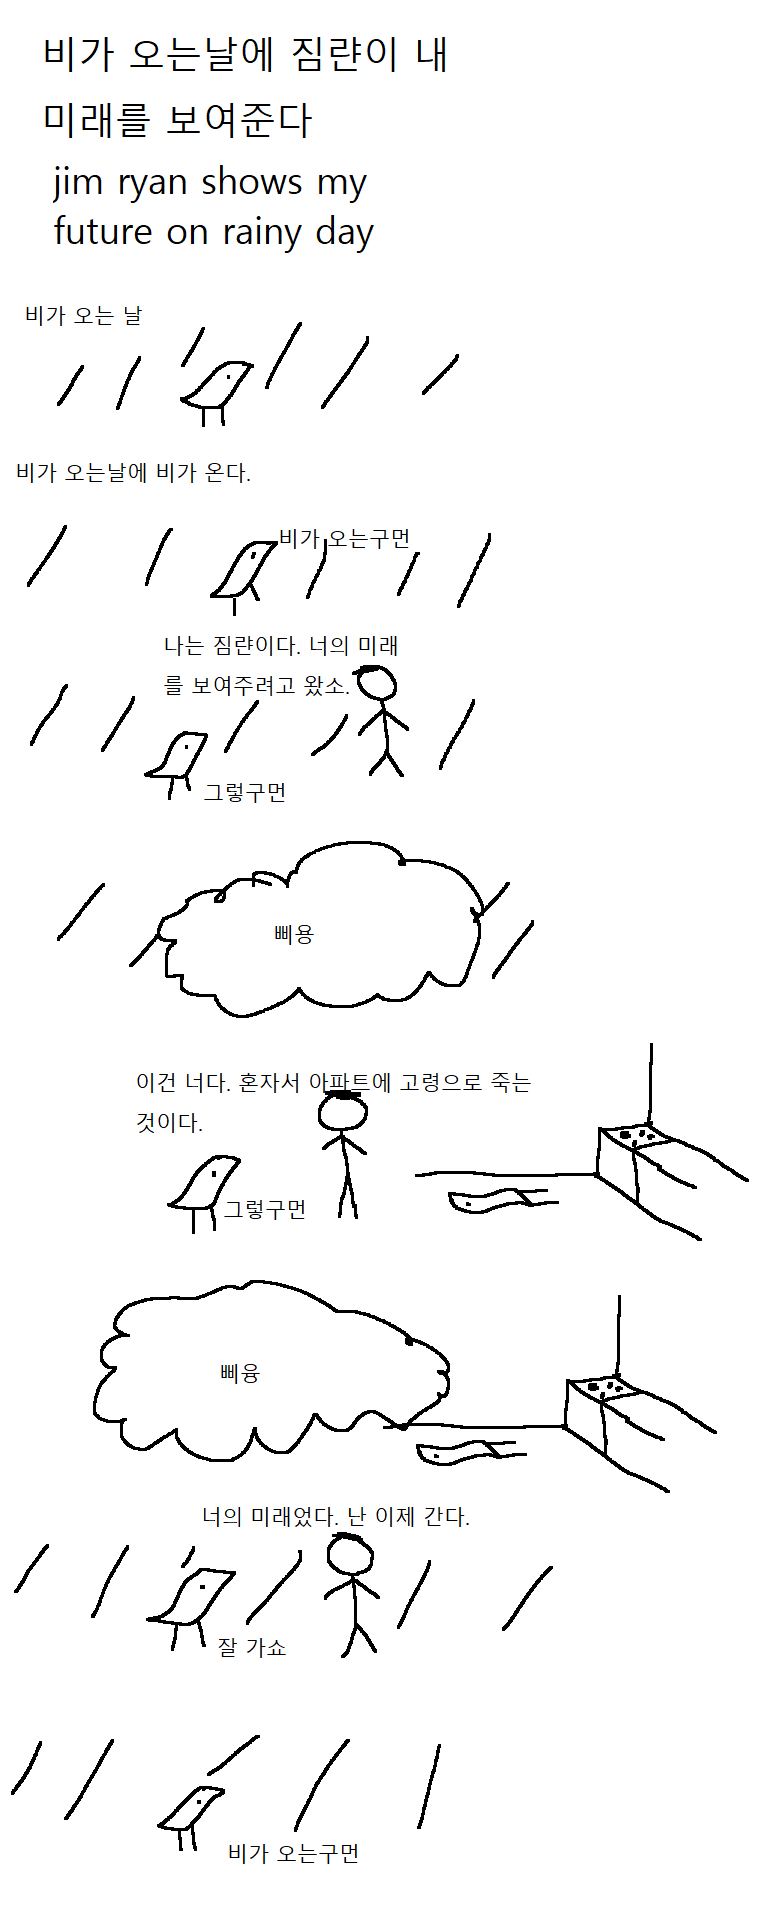 비가 오는날에 짐랸이 내
미래를 보여준다
jim ryan shows my
future on rainy day
비가 오는 날
비가 오는날에 비가 온다.
비가 오는구먼
나는 짐랸이다. 너의 미래
를 보여주려고 왔소.
그렇구먼
삐용
이건 너다. 혼자서 아파트에 고령으로 죽는
것이다.
그렇구먼
삐융
너의 미래었다. 난 이제 간다.
잘 가쇼
비가 오는구먼